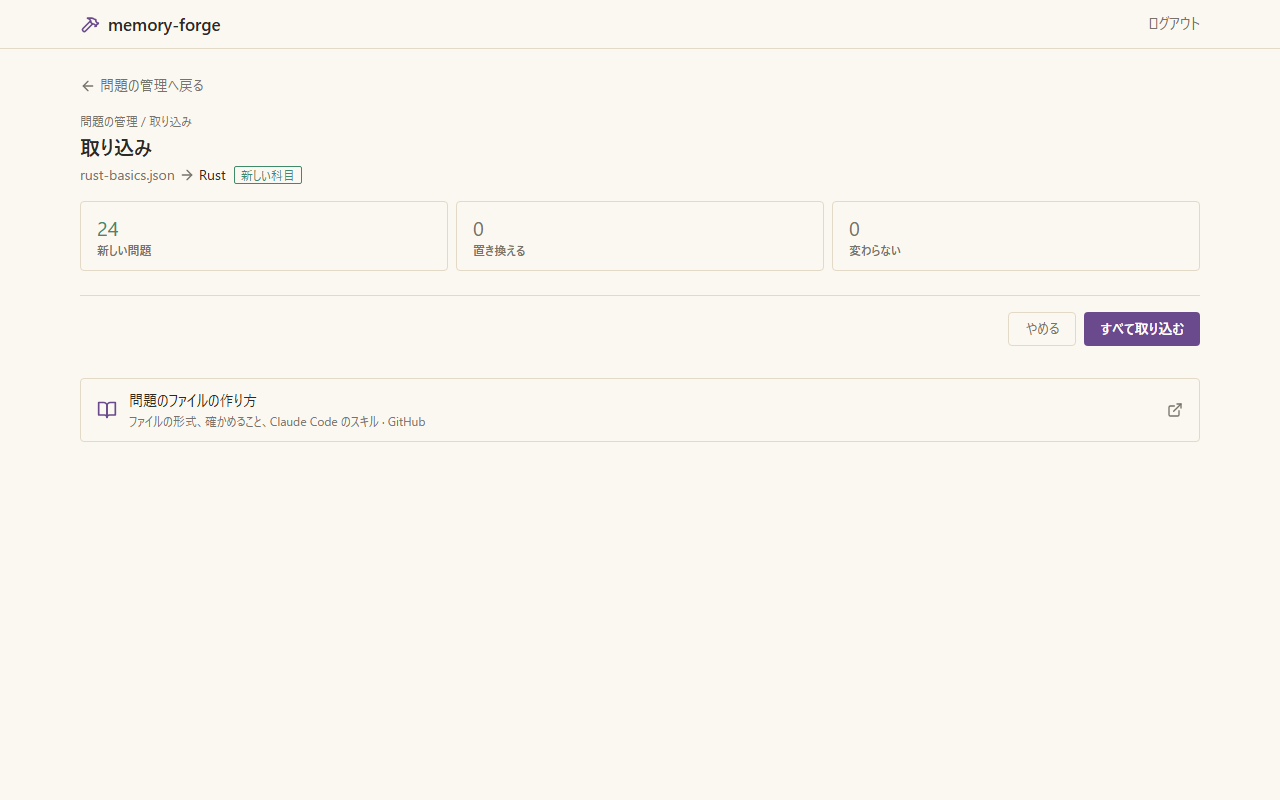 memory-forge
ログアウト
← 問題の管理へ戻る
問題の管理 / 取り込み
取り込み
rust-basics.json → Rust 新しい科目
24
新しい問題
0
置き換える
0
変わらない
やめる
すべて取り込む
問題のファイルの作り方
ファイルの形式、確かめること、Claude Code のスキル · GitHub